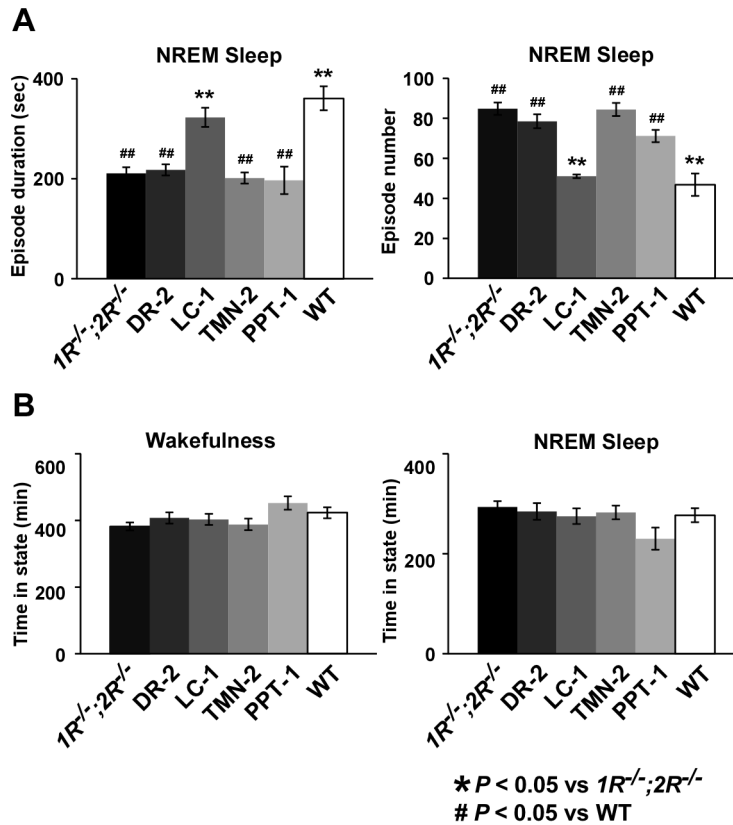 A
NREM Sleep
Episode duration (sec)
400
200
0
## ## ** ## ## **
1R-/-;2R-/- DR-2 LC-1 TMN-2 PPT-1 WT
NREM Sleep
Episode number
100
80
60
40
20
0
## ## ** ## ## **
1R-/-;2R-/- DR-2 LC-1 TMN-2 PPT-1 WT
B
Wakefulness
Time in state (min)
600
400
200
0
1R-/-;2R-/- DR-2 LC-1 TMN-2 PPT-1 WT
NREM Sleep
Time in state (min)
400
200
0
1R-/-;2R-/- DR-2 LC-1 TMN-2 PPT-1 WT
* P < 0.05 vs 1R-/-;2R-/-
# P < 0.05 vs WT